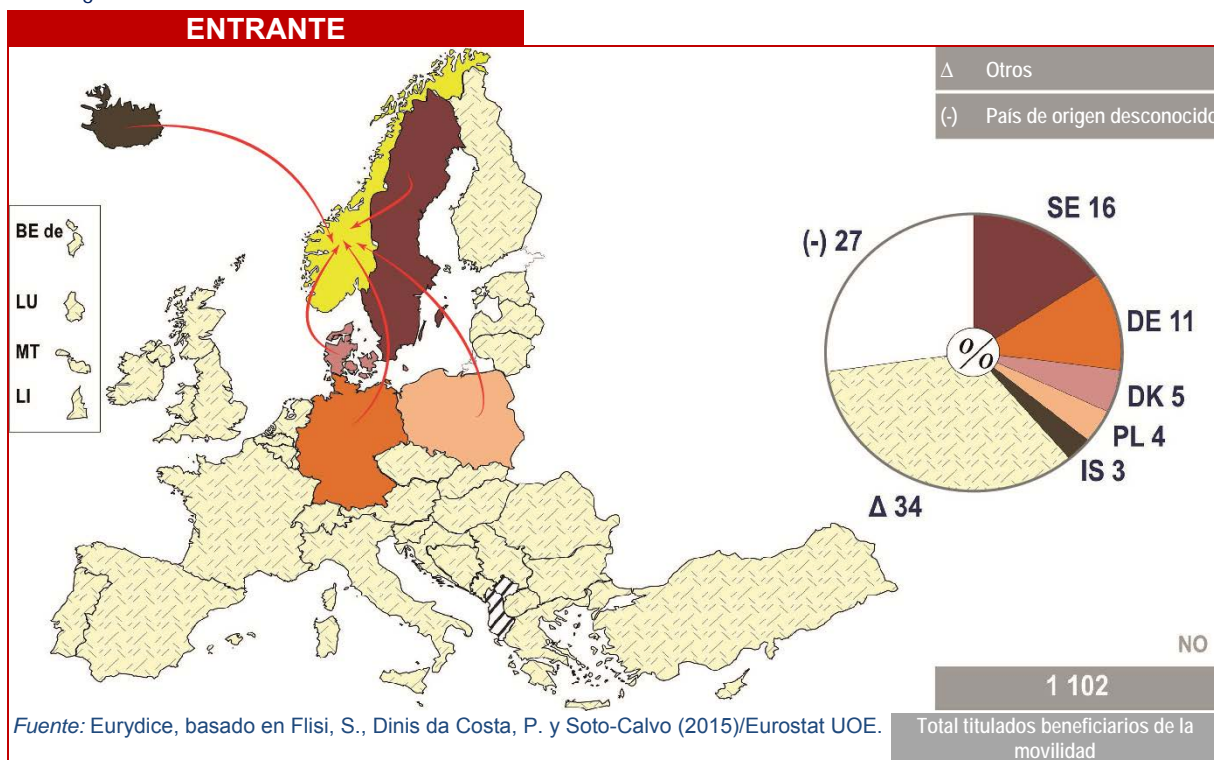 ENTRANTE
Δ Otros
(-) País de origen desconocido
BE de
LU
MT
LI
(-) 27
SE 16
DE 11
DK 5
PL 4
IS 3
Δ 34
%
NO
1 102
Total titulados beneficiarios de la
movilidad
Fuente: Eurydice, basado en Flisi, S., Dinis da Costa, P. y Soto-Calvo (2015)/Eurostat UOE.